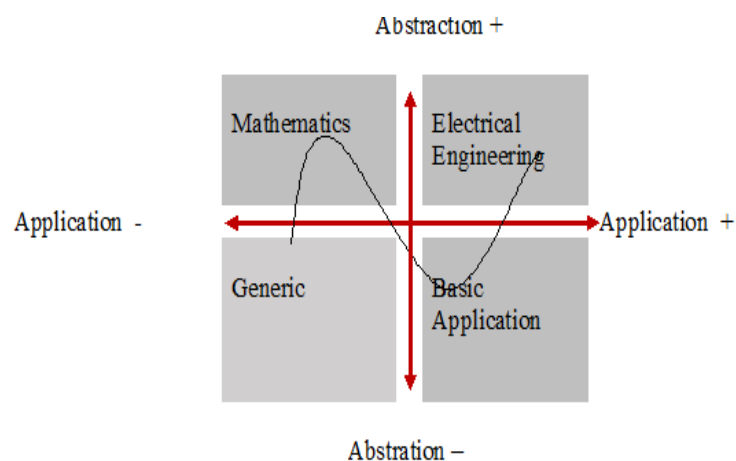 Abstraction +
Mathematics
Electrical
Engineering
Application -
Application +
Generic
Basic
Application
Abstration –